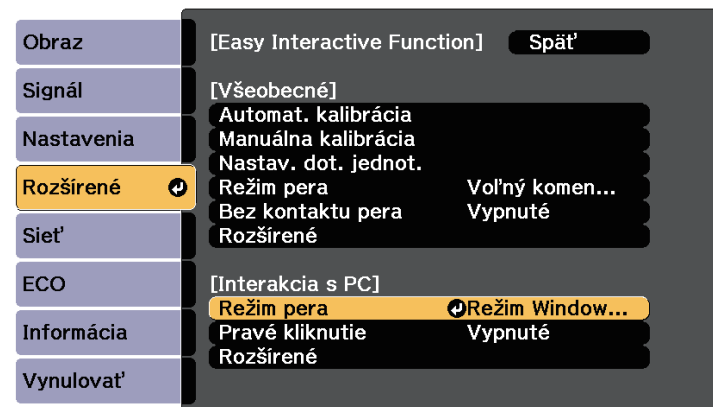 Obraz
Signál
Nastavenia
Rozšírené
Sieť
ECO
Informácia
Vynulovať
[Easy Interactive Function] Späť
[Všeobecné]
Automat. kalibrácia
Manuálna kalibrácia
Nastav. dot. jednot.
Režim pera Voľný komen...
Bez kontaktu pera Vypnuté
Rozšírené
[Interakcia s PC]
Režim pera Režim Window...
Pravé kliknutie Vypnuté
Rozšírené